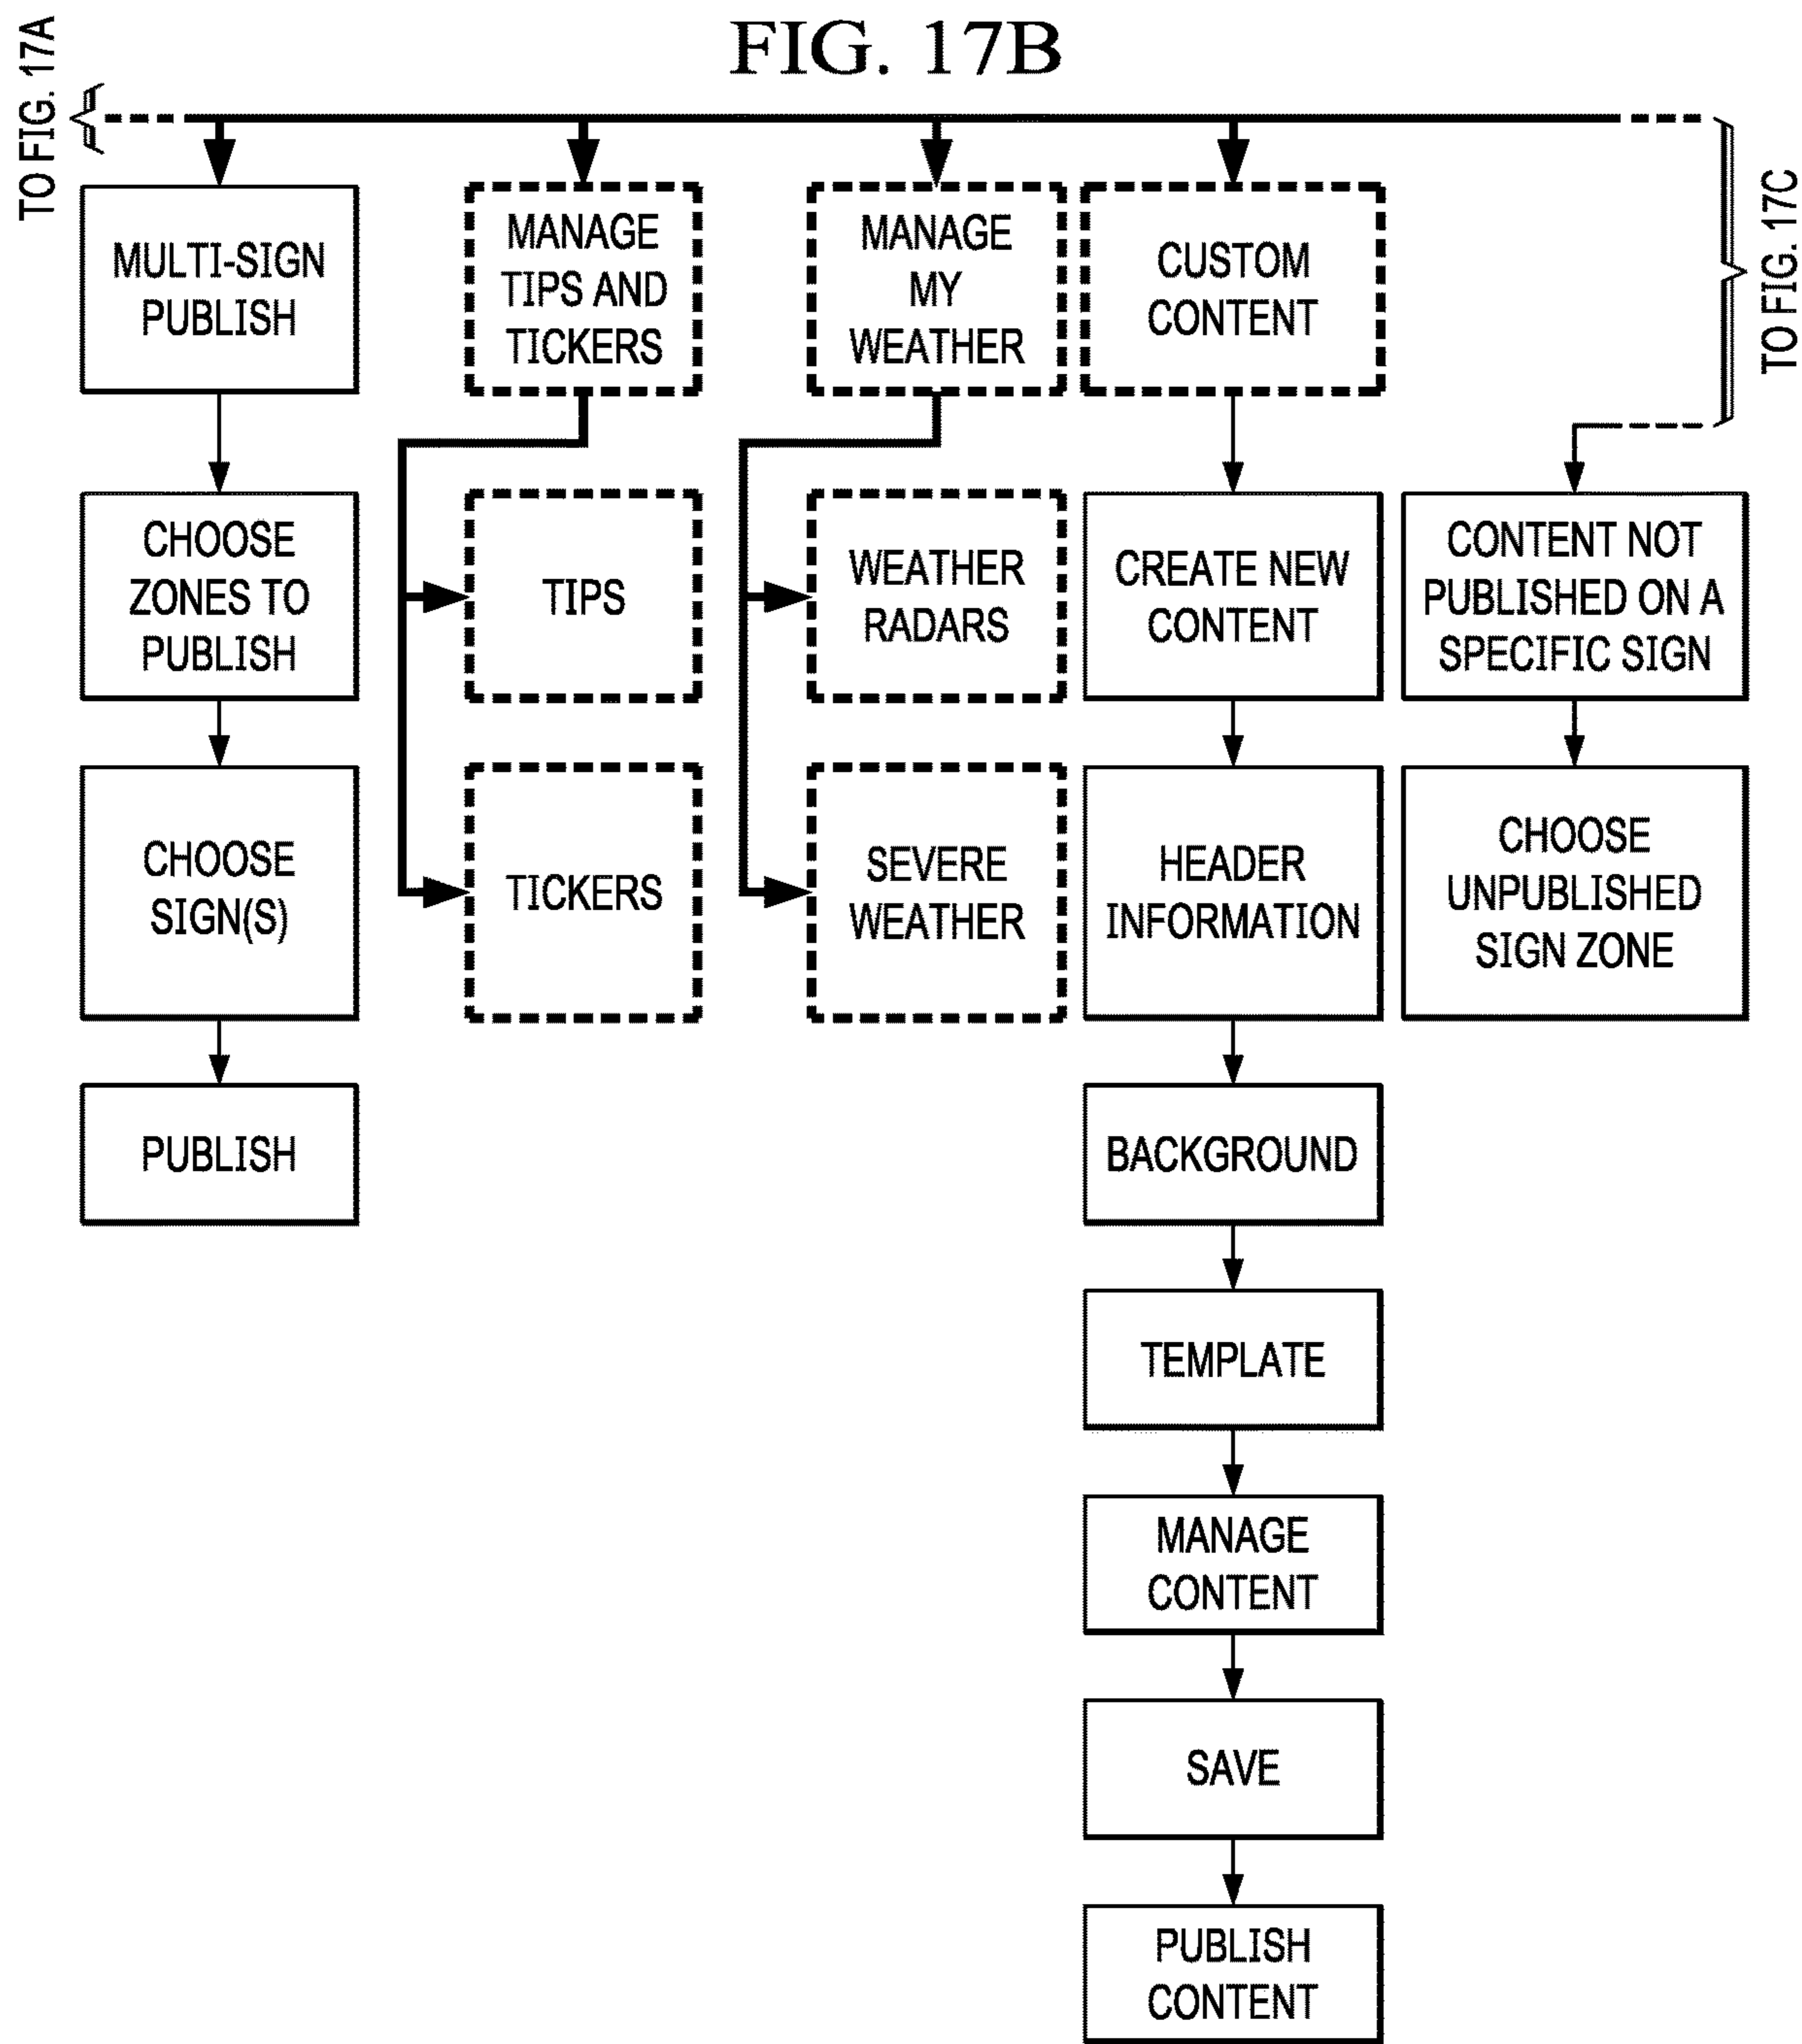 FIG. 17B
TO FIG. 17A
TO FIG. 17C
MULTI-SIGN
PUBLISH
CHOOSE
ZONES TO
PUBLISH
CHOOSE
SIGN(S)
PUBLISH
MANAGE
TIPS AND
TICKERS
TIPS
TICKERS
MANAGE
MY
WEATHER
WEATHER
RADARS
SEVERE
WEATHER
CUSTOM
CONTENT
CREATE NEW
CONTENT
HEADER
INFORMATION
BACKGROUND
TEMPLATE
MANAGE
CONTENT
SAVE
PUBLISH
CONTENT
CONTENT NOT
PUBLISHED ON A
SPECIFIC SIGN
CHOOSE
UNPUBLISHED
SIGN ZONE